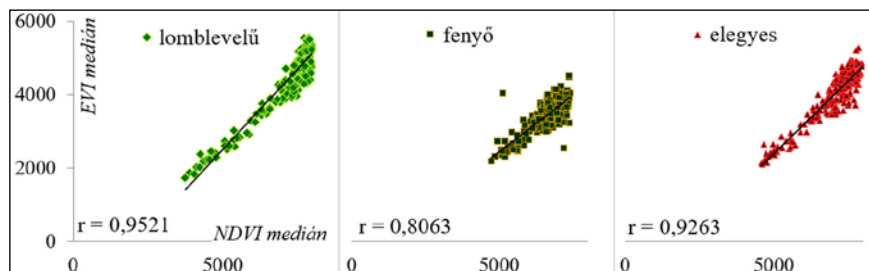 6000
4000
2000
0
EVI medián
lomblevelű
r = 0,9521
NDVI medián
0
5000
fenyő
r = 0,8063
0
5000
elegyes
r = 0,9263
0
5000